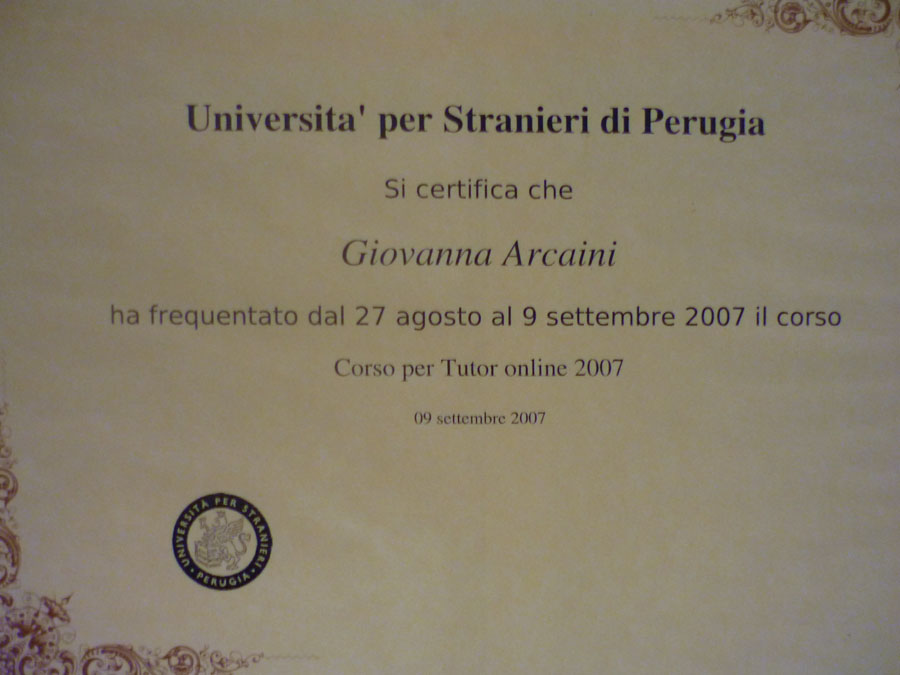 Universita' per Stranieri di Perugia
Si certifica che
Giovanna Arcaini
ha frequentato dal 27 agosto al 9 settembre 2007 il corso
Corso per Tutor online 2007
09 settembre 2007
UNIVERSITÀ PER STRANIERI
PERUGIA